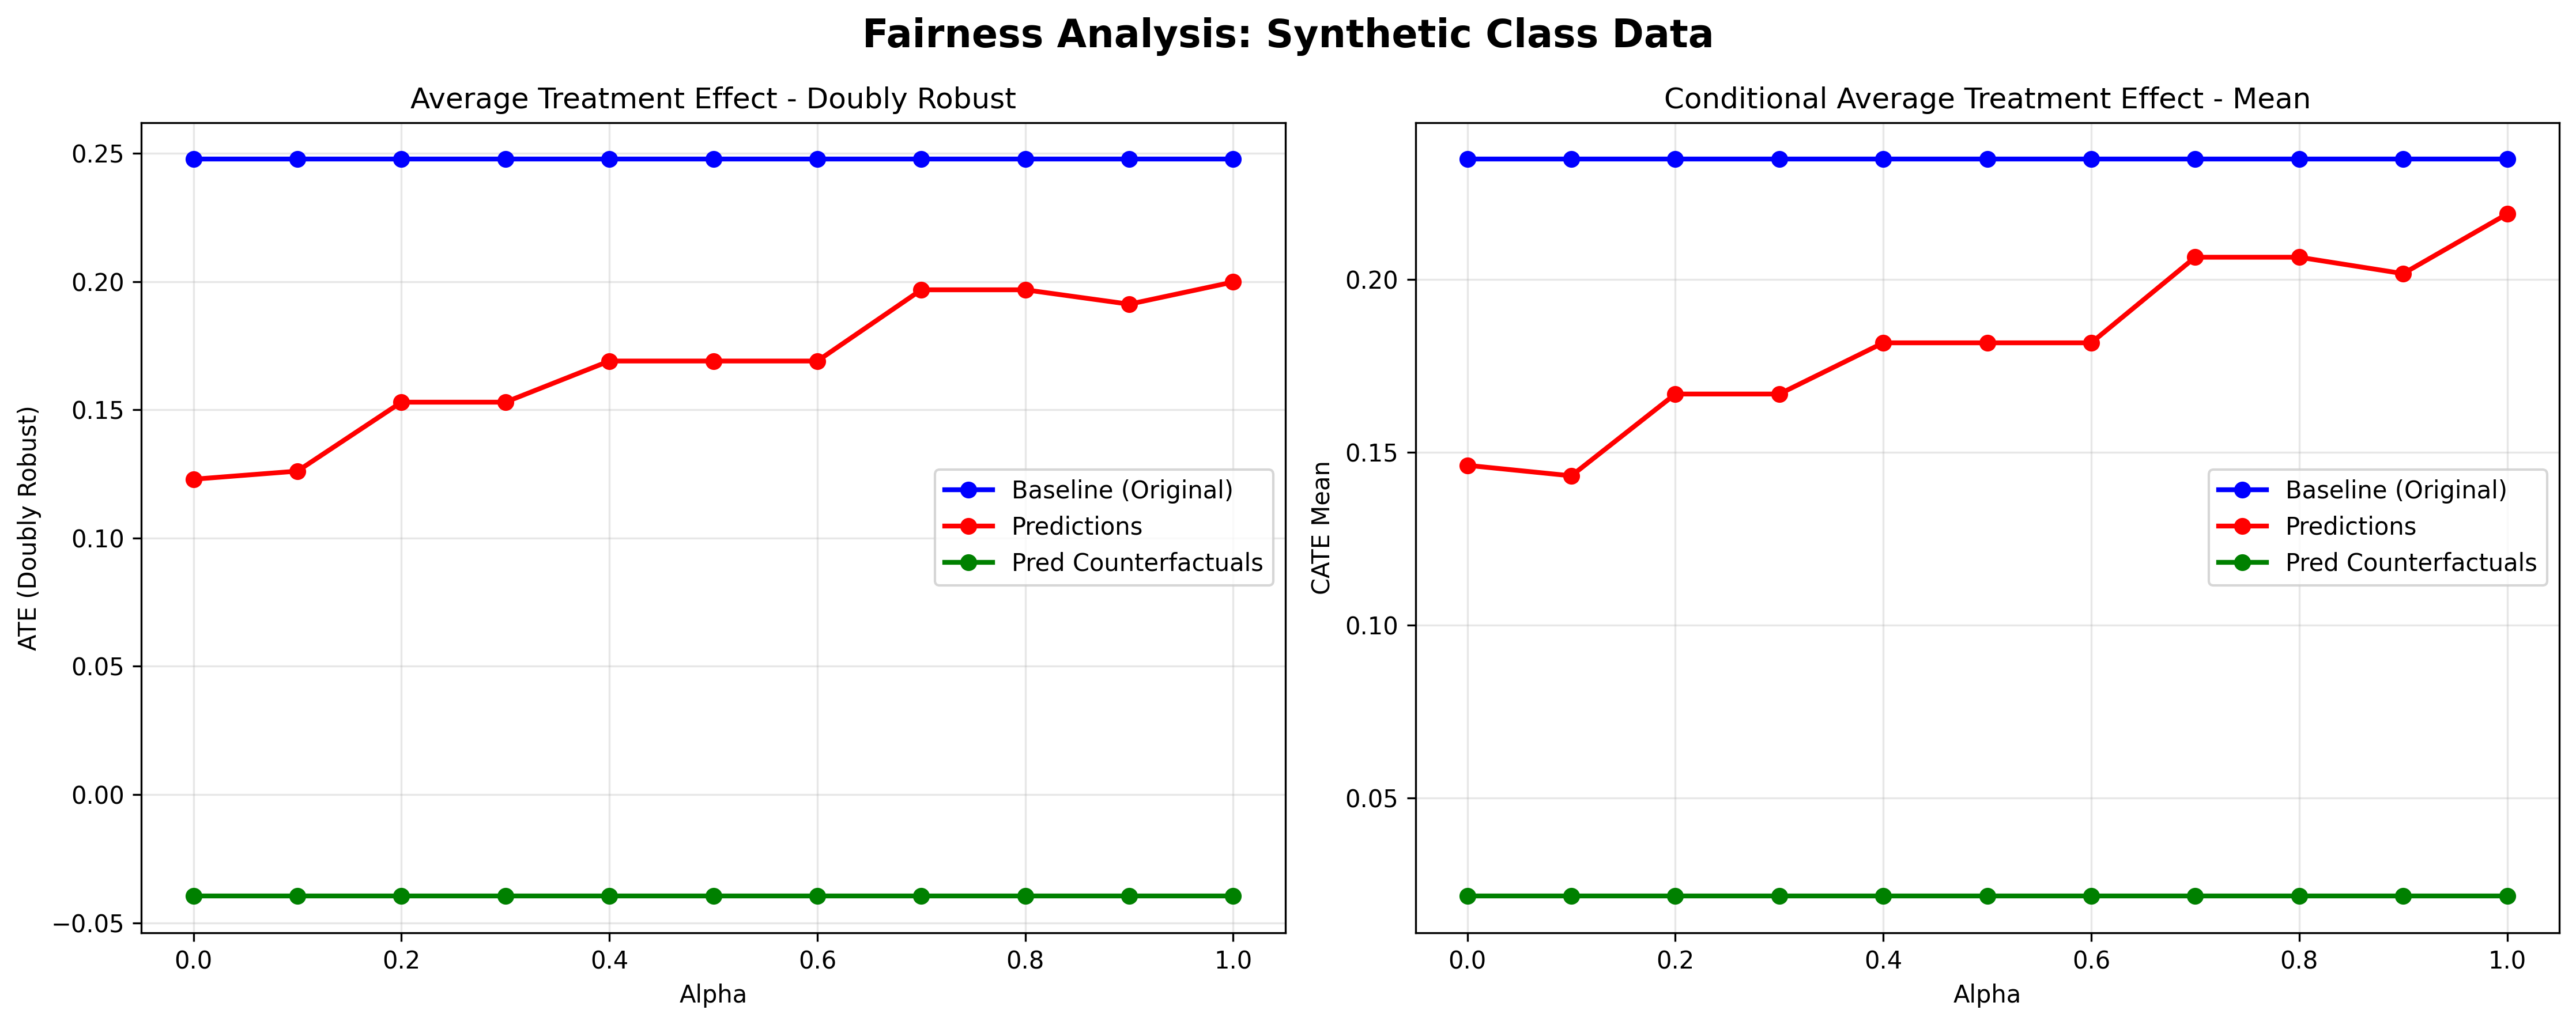 Fairness Analysis: Synthetic Class Data
Average Treatment Effect - Doubly Robust
ATE (Doubly Robust)
0.25
0.20
0.15
0.10
0.05
0.00
−0.05
Baseline (Original)
Predictions
Pred Counterfactuals
0.0 0.2 0.4 0.6 0.8 1.0
Alpha
Conditional Average Treatment Effect - Mean
CATE Mean
0.20
0.15
0.10
0.05
Baseline (Original)
Predictions
Pred Counterfactuals
0.0 0.2 0.4 0.6 0.8 1.0
Alpha